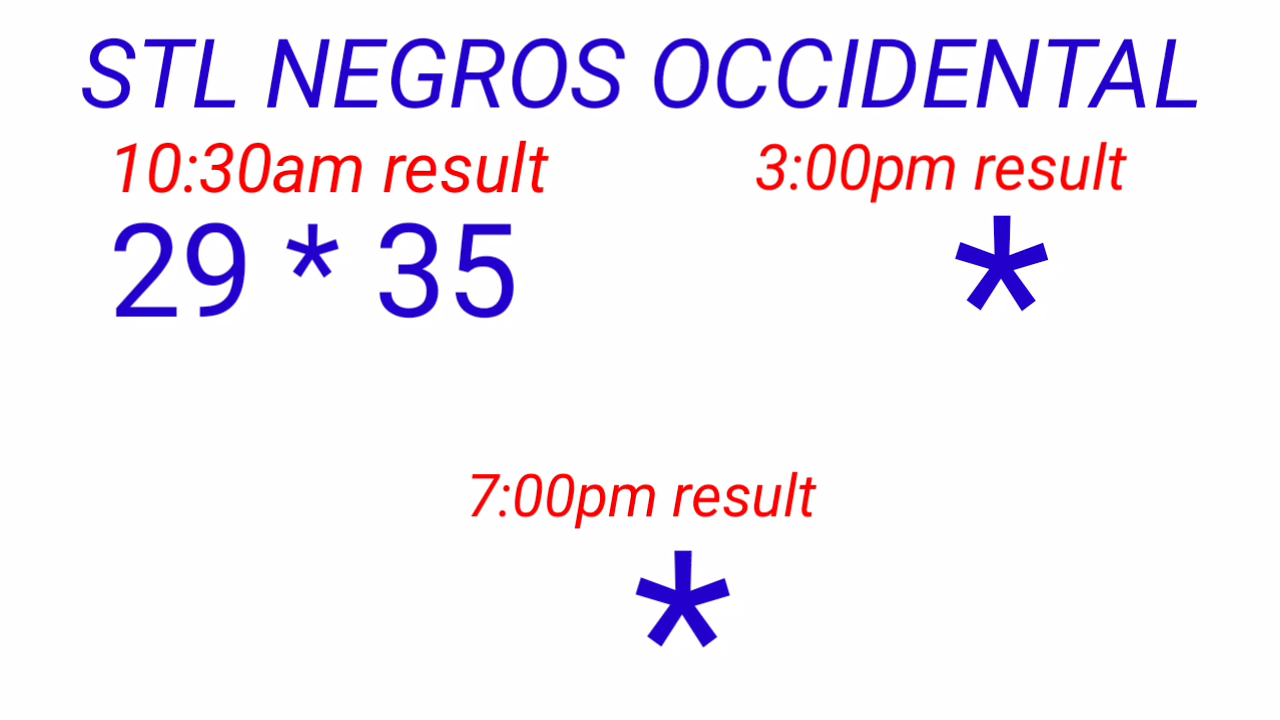 STL NEGROS OCCIDENTAL
10:30am result
29 * 35
3:00pm result
*
7:00pm result
*